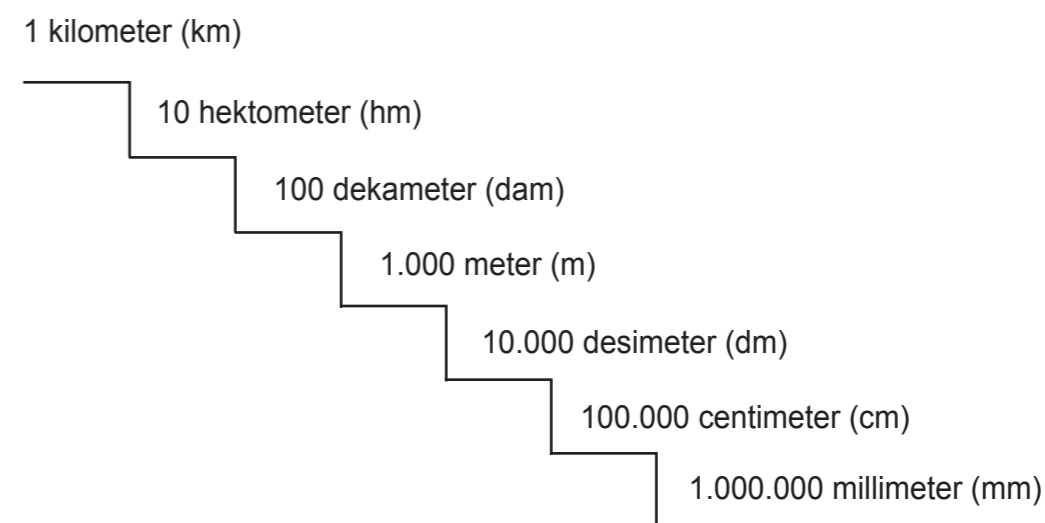 1 kilometer (km)
10 hektometer (hm)
100 dekameter (dam)
1.000 meter (m)
10.000 desimeter (dm)
100.000 centimeter (cm)
1.000.000 millimeter (mm)